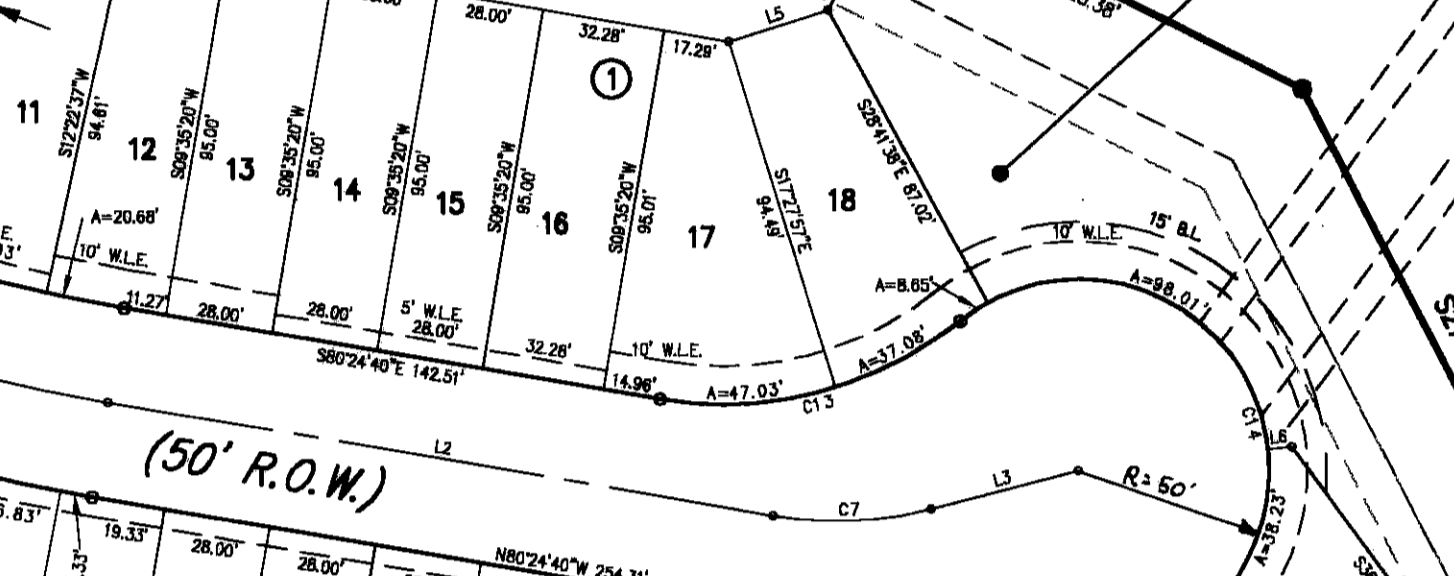 28.00'
32.28'
17.29'
L5
①
11
S12°22'37"W
94.61'
12
S09°35'20"W
95.00'
13
S09°35'20"W
95.00'
14
S09°35'20"W
95.00'
15
S09°35'20"W
95.00'
16
S09°35'20"W
95.01'
17
S17°27'57"E
94.49'
18
S28°41'38"E 87.02'
A=20.68'
10' W.L.E.
11.27'
28.00'
28.00'
5' W.L.E.
28.00'
32.28'
10' W.L.E.
14.96'
S80°24'40"E 142.51'
A=47.03'
C13
A=37.08'
A=8.65'
15' B.L.
10' W.L.E.
A=98.01'
C14
L6
A=38.23'
(50' R.O.W.)
L2
C7
L3
R=50'
19.33'
28.00'
28.00'
N80°24'40"W 254.31'